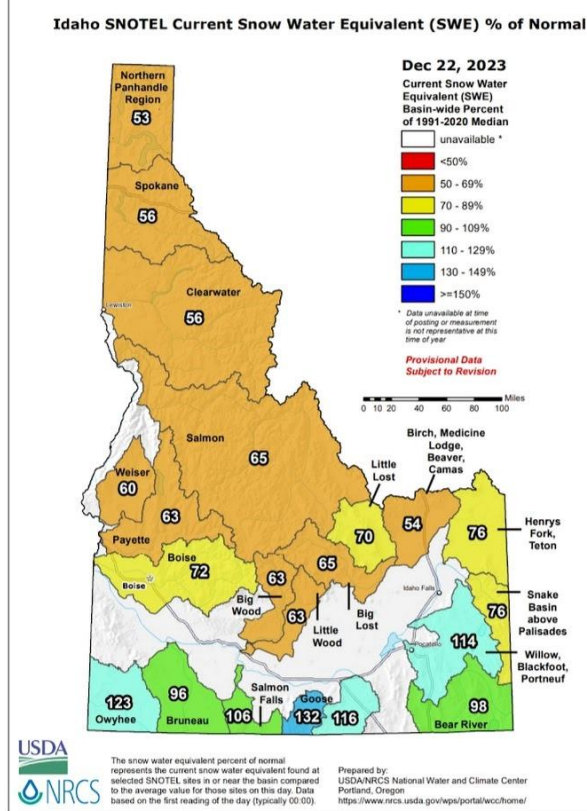 Idaho SNOTEL Current Snow Water Equivalent (SWE) % of Normal
Dec 22, 2023
Current Snow Water
Equivalent (SWE)
Basin-wide Percent
of 1991-2020 Median
unavailable *
<50%
50 - 69%
70 - 89%
90 - 109%
110 - 129%
130 - 149%
>=150%
* Data unavailable at time
of posting or measurement
is not representative at this
time of year
Provisional Data
Subject to Revision
Miles
0 10 20 40 60 80 100
Northern
Panhandle
Region
53
Spokane
56
Clearwater
56
Lewiston
Salmon
65
Weiser
60
63
Payette
Boise
72
Boise
Little
Lost
70
Birch, Medicine
Lodge,
Beaver,
Camas
54
76
Henrys
Fork,
Teton
63
Big
Wood
63
Little
Wood
65
Big
Lost
Idaho Falls
76
Snake
Basin
above
Palisades
114
Willow,
Blackfoot,
Portneuf
123
Owyhee
96
Bruneau
106
Salmon
Falls
Goose
132
116
98
Bear River
USDA
NRCS
The snow water equivalent percent of normal
represents the current snow water equivalent found at
selected SNOTEL sites in or near the basin compared
to the average value for those sites on this day. Data
based on the first reading of the day (typically 00:00).
Prepared by:
USDA/NRCS National Water and Climate Center
Portland, Oregon
https://www.nrcs.usda.gov/wps/portal/wcc/home/